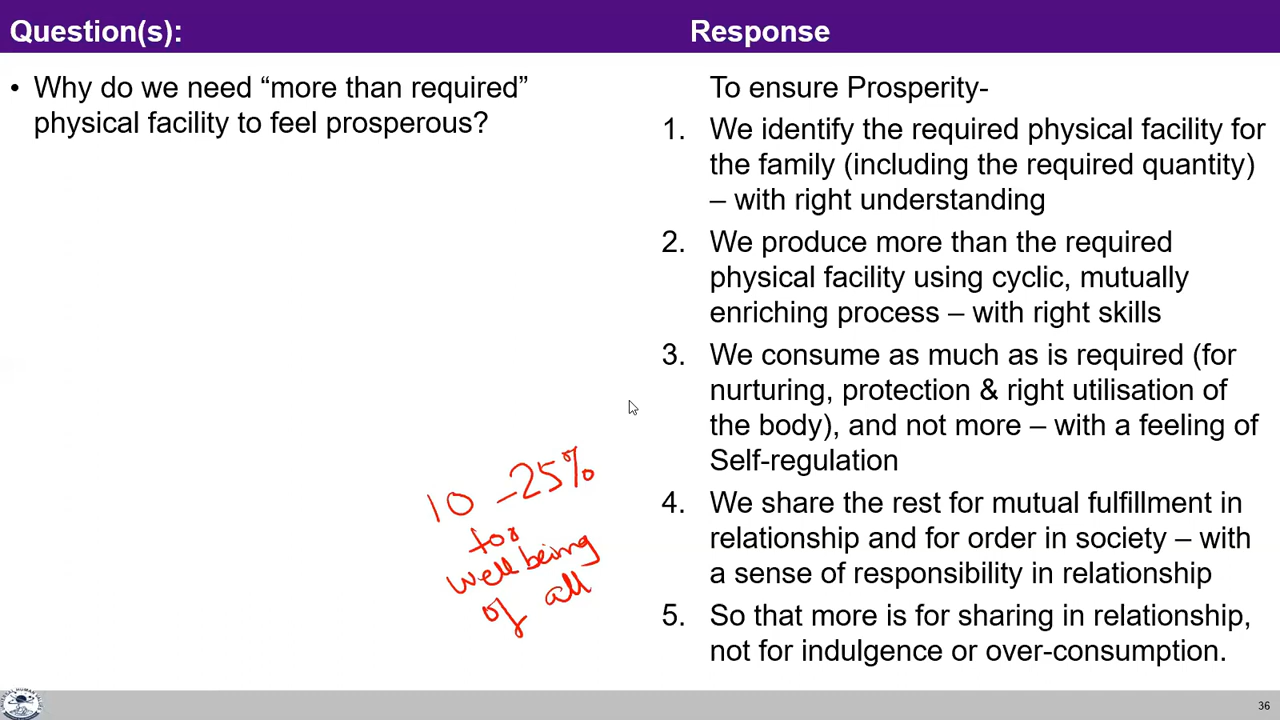 Question(s):
Response
• Why do we need “more than required”
physical facility to feel prosperous?
To ensure Prosperity-
1. We identify the required physical facility for
the family (including the required quantity)
– with right understanding
2. We produce more than the required
physical facility using cyclic, mutually
enriching process – with right skills
3. We consume as much as is required (for
nurturing, protection & right utilisation of
the body), and not more – with a feeling of
Self-regulation
4. We share the rest for mutual fulfillment in
relationship and for order in society – with
a sense of responsibility in relationship
5. So that more is for sharing in relationship,
not for indulgence or over-consumption.
10 - 25%
for
well being
of all
36